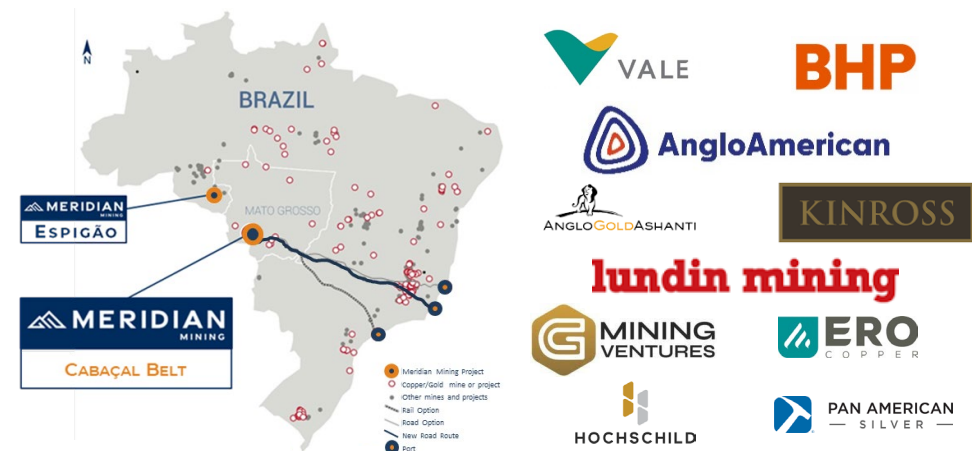 N
BRAZIL
MATO GROSSO
MERIDIAN
MINING
ESPIGÃO
MERIDIAN
MINING
CABAÇAL BELT
Meridian Mining Project
Copper/Gold mine or project
Other mines and projects
Rail Option
Road Option
New Road Route
Port
VALE
BHP
AngloAmerican
ANGLOGOLDASHANTI
KINROSS
lundin mining
G MINING
VENTURES
ERO
COPPER
HOCHSCHILD
PAN AMERICAN
SILVER